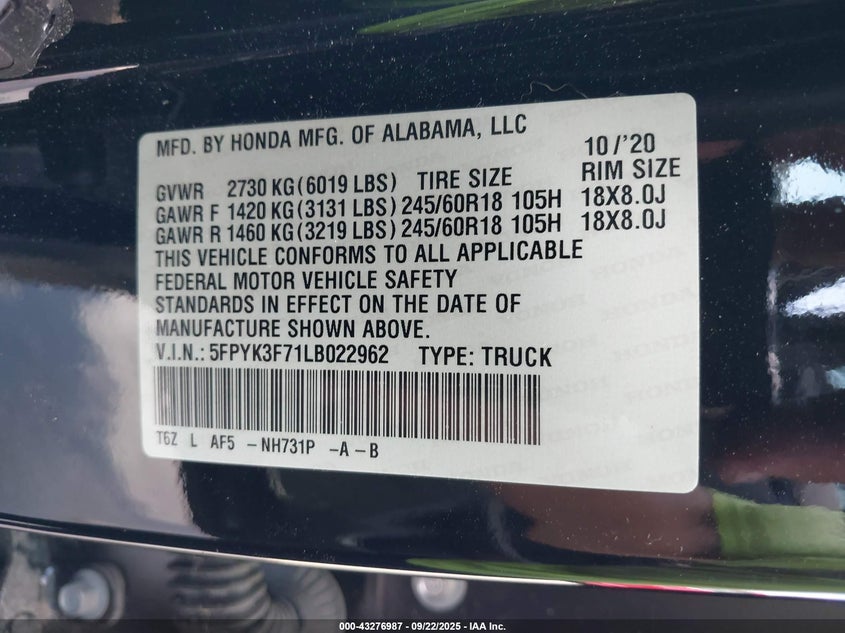 MFD. BY HONDA MFG. OF ALABAMA, LLC 10/'20
GVWR 2730 KG(6019 LBS) TIRE SIZE RIM SIZE
GAWR F 1420 KG(3131 LBS) 245/60R18 105H 18X8.0J
GAWR R 1460 KG(3219 LBS) 245/60R18 105H 18X8.0J
THIS VEHICLE CONFORMS TO ALL APPLICABLE
FEDERAL MOTOR VEHICLE SAFETY
STANDARDS IN EFFECT ON THE DATE OF
MANUFACTURE SHOWN ABOVE.
V.I.N.: 5FPYK3F71LB022962 TYPE: TRUCK
T6Z L AF5 -NH731P -A-B
000-43276987 - 09/22/2025 - IAA Inc.